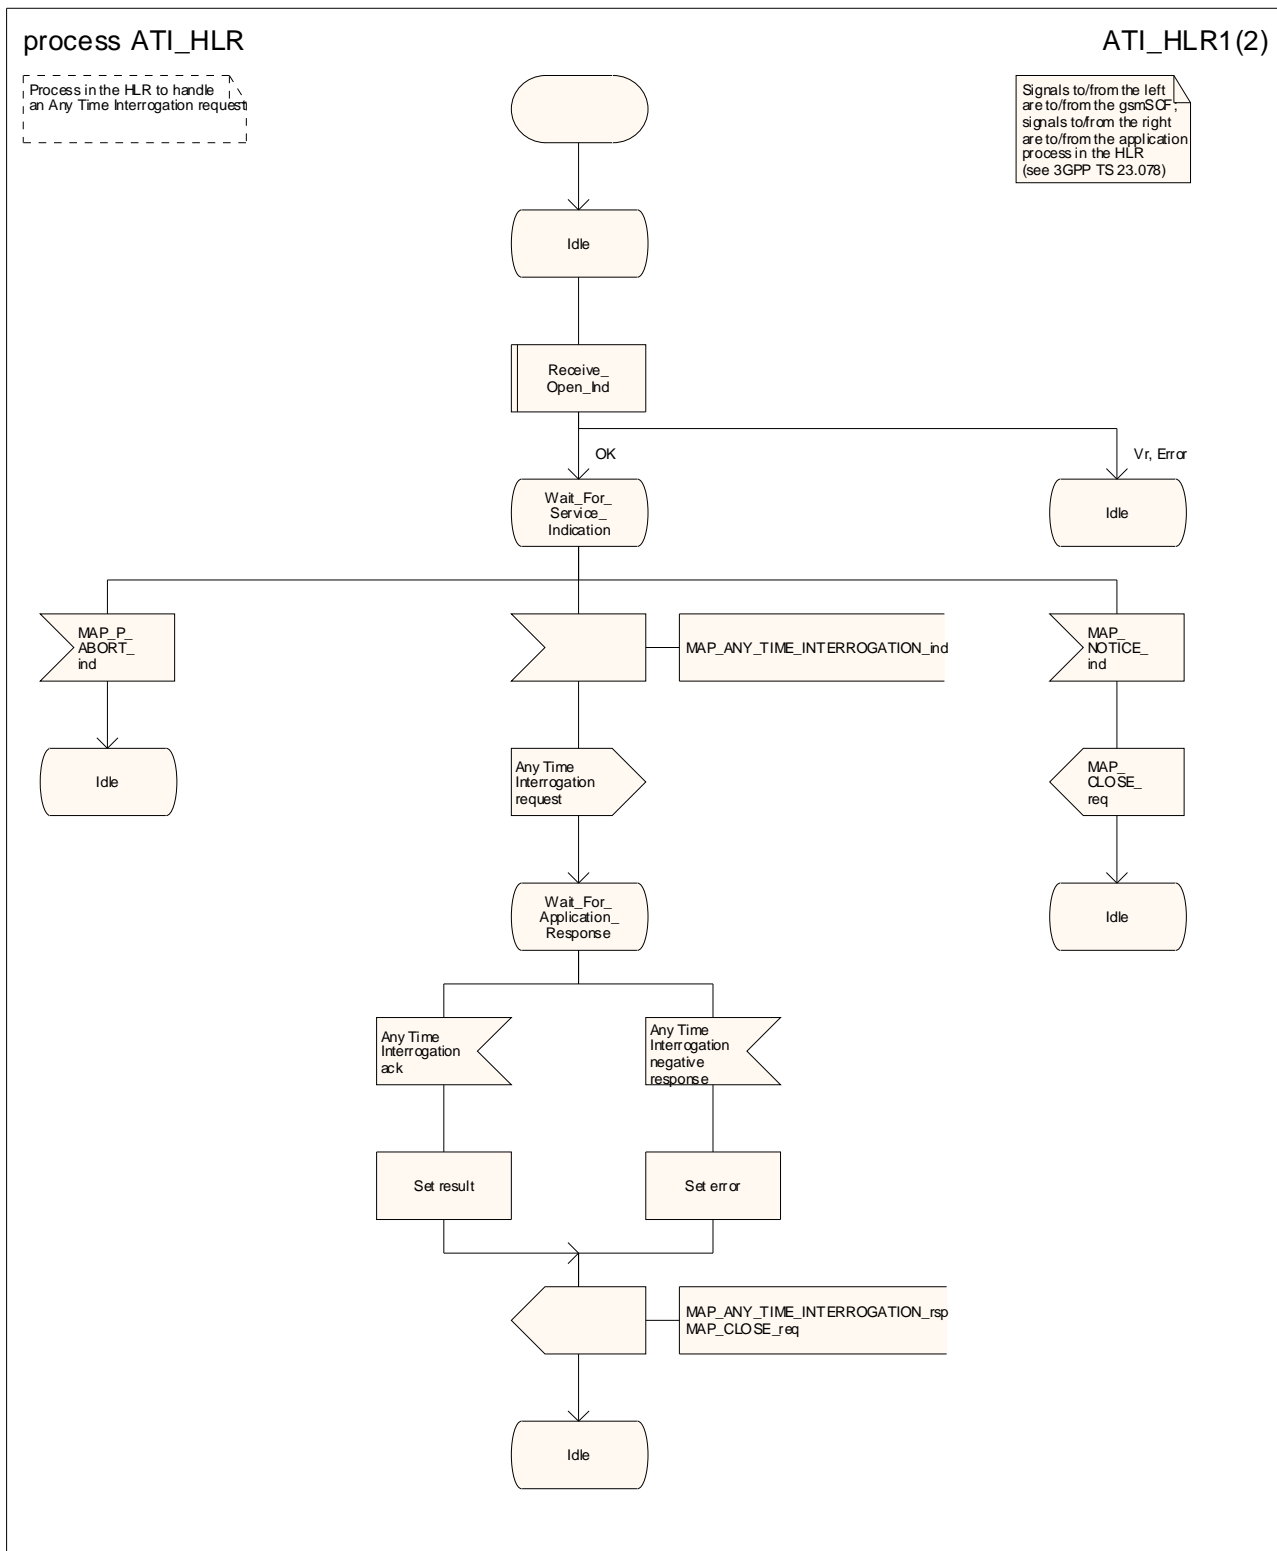 process ATI_HLR
ATI_HLR1(2)
Process in the HLR to handle
an Any Time Interrogation request
Signals to/from the left
are to/from the gsmSCF;
signals to/from the right
are to/from the application
process in the HLR
(see 3GPP TS 23.078)
Idle
Receive_
Open_Ind
OK
Vr, Error
Wait_For_
Service_
Indication
Idle
MAP_P_
ABORT_
ind
MAP_ANY_TIME_INTERROGATION_ind
MAP_
NOTICE_
ind
Idle
Any Time
Interrogation
request
MAP_
CLOSE_
req
Wait_For_
Application_
Response
Idle
Any Time
Interrogation
ack
Any Time
Interrogation
negative
response
Set result
Set error
MAP_ANY_TIME_INTERROGATION_rsp
MAP_CLOSE_req
Idle